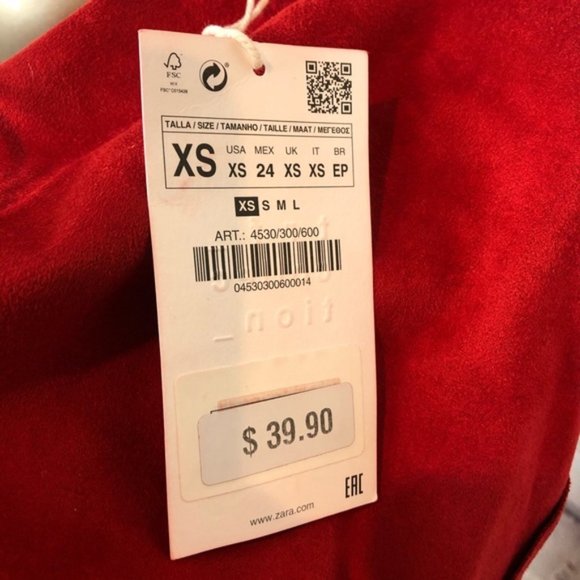 FSC
TALLA / SIZE / TAMANHO / TAILLE / MAAT / ΜΕΓΕΘΟΣ
XS
USA MEX UK IT BR
XS 24 XS XS EP
XS S M L
ART.: 4530/300/600
04530300600014
tion_
$ 39.90
EAC
www.zara.com